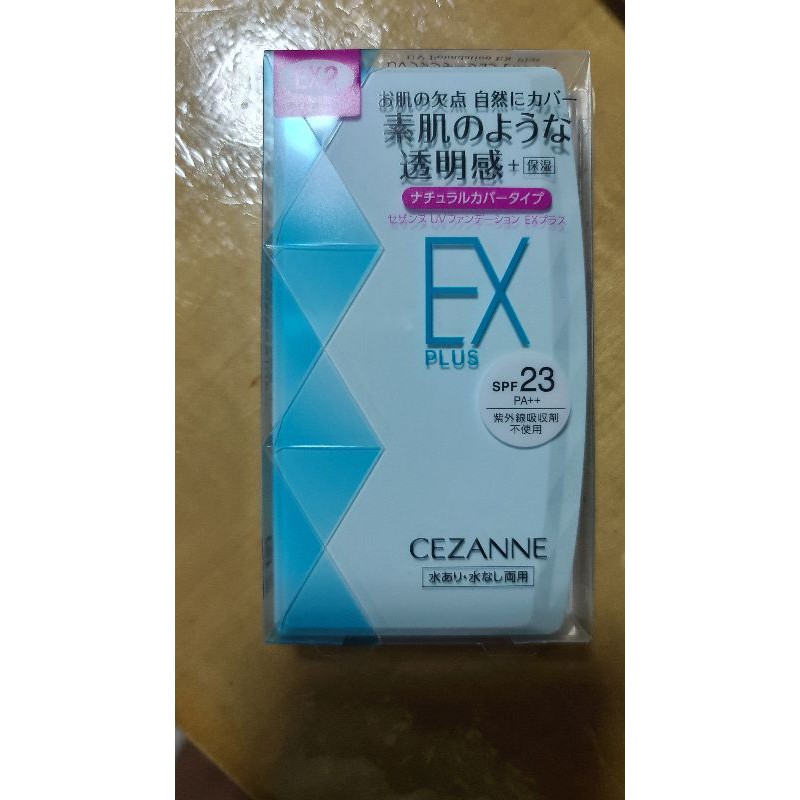 EX2
お肌の欠点 自然にカバー
素肌のような
透明感+保湿
ナチュラルカバータイプ
セザンヌ UVファンデーション EXプラス
EX
PLUS
SPF23
PA++
紫外線吸収剤
不使用
CEZANNE
水あり・水なし両用